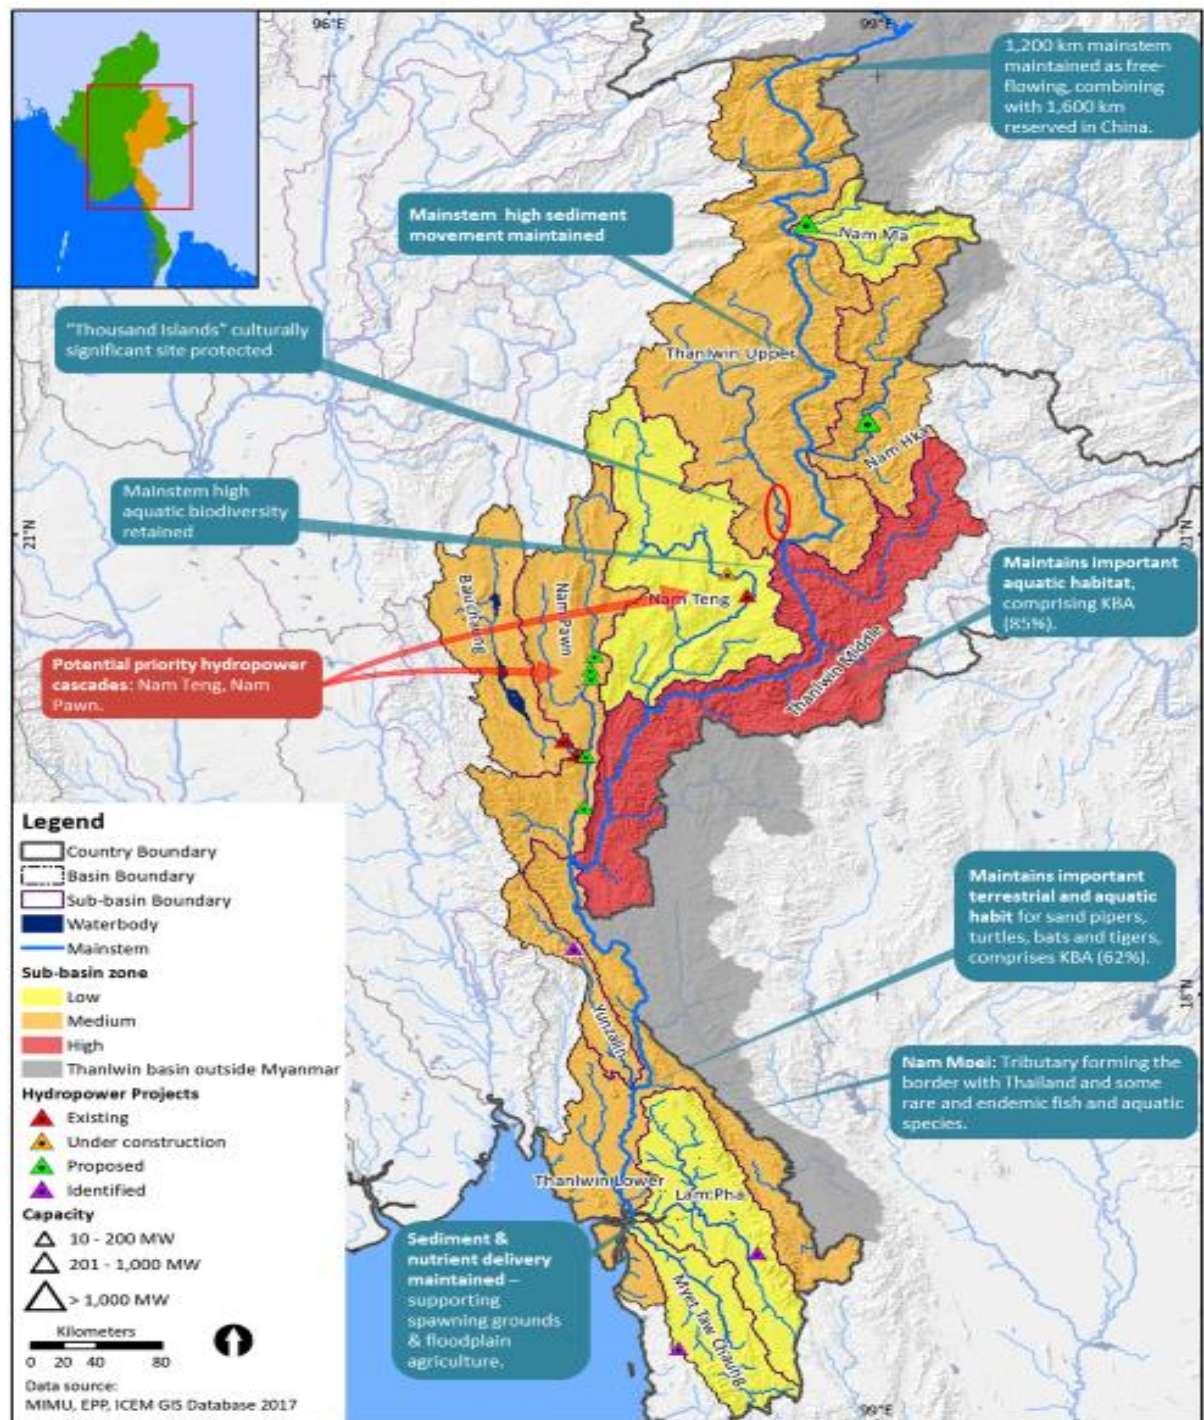 96°E
99°E
1,200 km mainstem
maintained as free-
flowing, combining
with 1,600 km
reserved in China.
Mainstem high sediment
movement maintained
Nam Ma
"Thousand Islands" culturally
significant site protected
Thanlwin Upper
Nam Hka
Mainstem high
aquatic biodiversity
retained
21°N
21°N
Maintains important
aquatic habitat,
comprising KBA
(85%).
Baluchaung
Nam Pawn
Nam Teng
Thanlwin Middle
Potential priority hydropower
cascades: Nam Teng, Nam
Pawn.
Legend
Country Boundary
Basin Boundary
Sub-basin Boundary
Waterbody
Mainstem
Sub-basin zone
Low
Medium
High
Thanlwin basin outside Myanmar
Hydropower Projects
Existing
Under construction
Proposed
Identified
Capacity
10 - 200 MW
201 - 1,000 MW
> 1,000 MW
Kilometers
0 20 40 80
Data source:
MIMU, EPP, ICEM GIS Database 2017
Maintains important
terrestrial and aquatic
habit for sand pipers,
turtles, bats and tigers,
comprises KBA (62%).
18°N
Yunzalin
Nam Moei: Tributary forming the
border with Thailand and some
rare and endemic fish and aquatic
species.
Thanlwin Lower
Lam Pha
Sediment &
nutrient delivery
maintained –
supporting
spawning grounds
& floodplain
agriculture.
Myet Taw Chaung
99°E